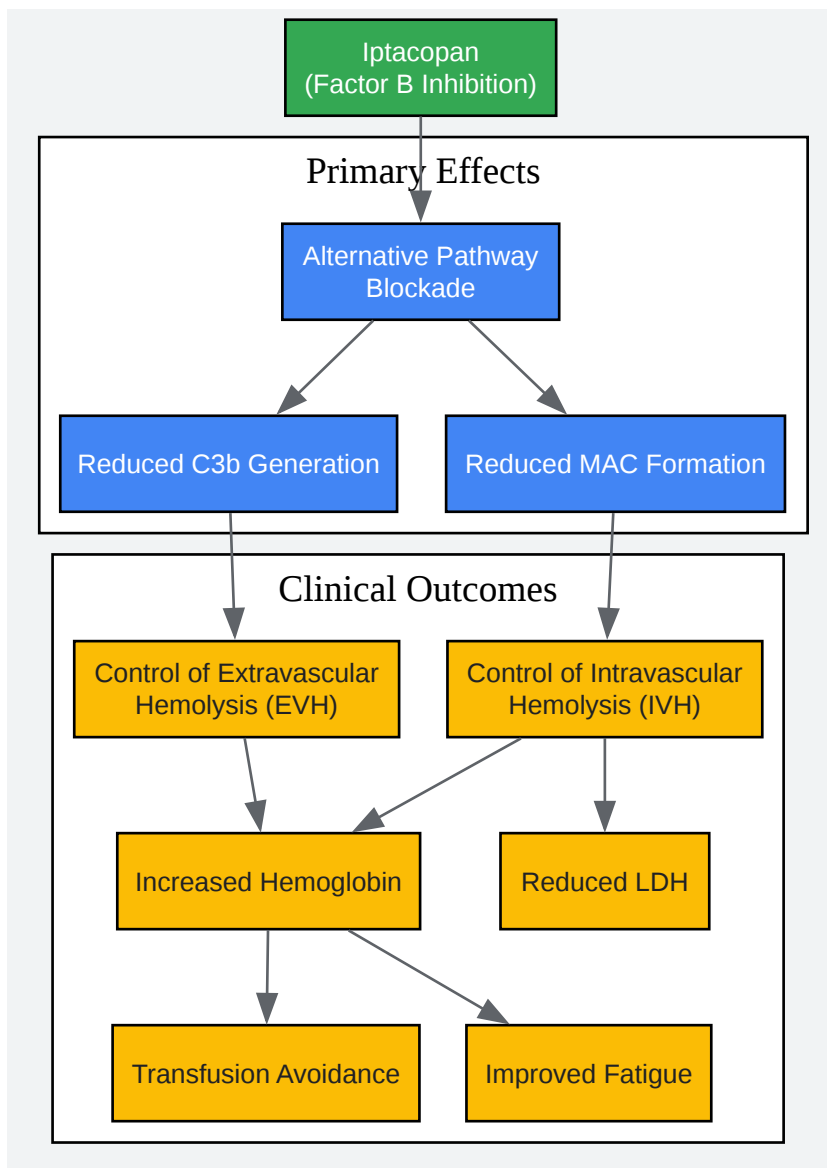 Iptacopan
(Factor B Inhibition)
Primary Effects
Alternative Pathway
Blockade
Reduced C3b Generation
Reduced MAC Formation
Clinical Outcomes
Control of Extravascular
Hemolysis (EVH)
Control of Intravascular
Hemolysis (IVH)
Increased Hemoglobin
Reduced LDH
Transfusion Avoidance
Improved Fatigue